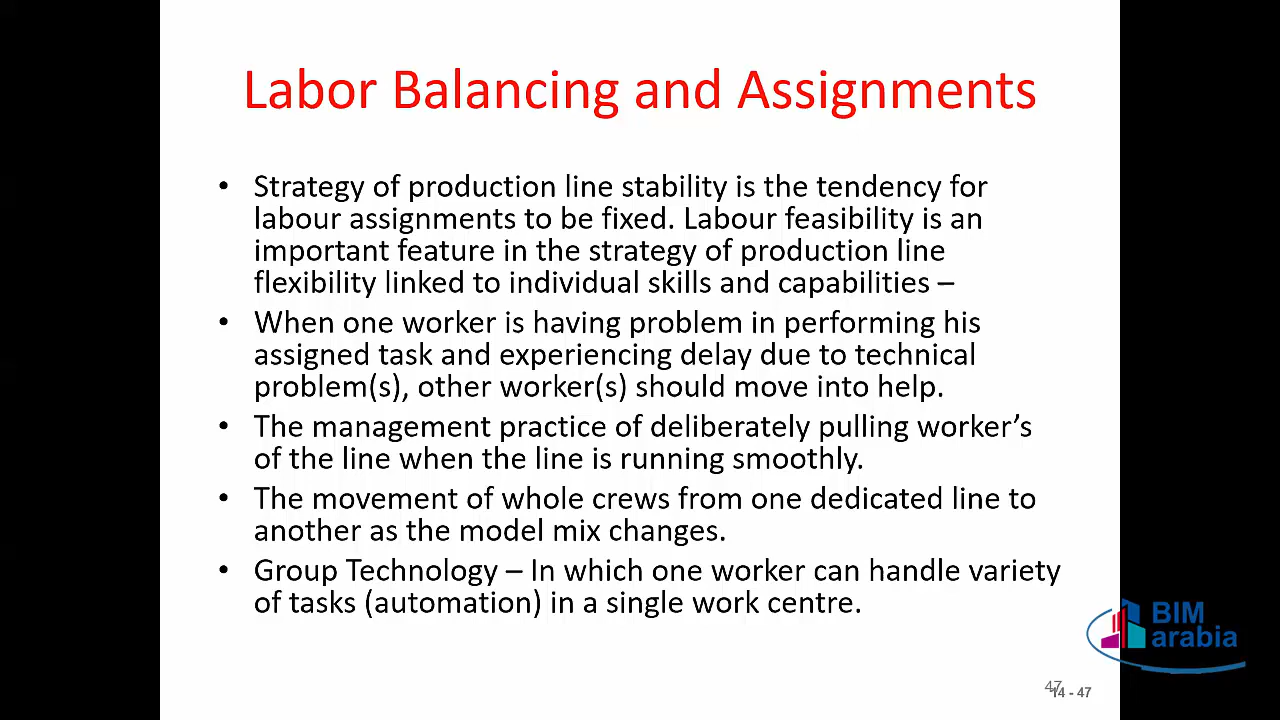 Labor Balancing and Assignments
• Strategy of production line stability is the tendency for
labour assignments to be fixed. Labour feasibility is an
important feature in the strategy of production line
flexibility linked to individual skills and capabilities –
• When one worker is having problem in performing his
assigned task and experiencing delay due to technical
problem(s), other worker(s) should move into help.
• The management practice of deliberately pulling worker’s
of the line when the line is running smoothly.
• The movement of whole crews from one dedicated line to
another as the model mix changes.
• Group Technology – In which one worker can handle variety
of tasks (automation) in a single work centre.
BIM
arabia
47
14 - 47